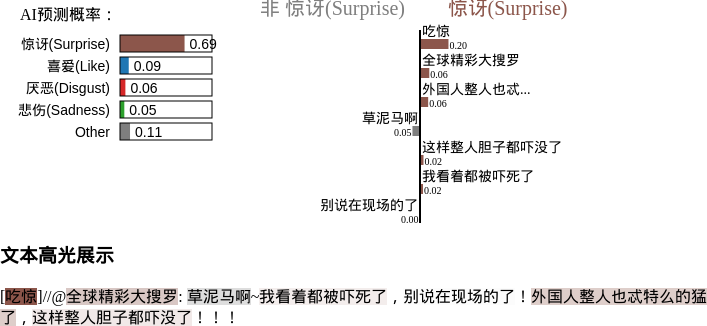 AI预测概率：
惊讶(Surprise) 0.69
喜爱(Like) 0.09
厌恶(Disgust) 0.06
悲伤(Sadness) 0.05
Other 0.11
非 惊讶(Surprise) 惊讶(Surprise)
吃惊
0.20
全球精彩大搜罗
0.06
外国人整人也忒...
0.06
草泥马啊
0.05
这样整人胆子都吓没了
0.02
我看着都被吓死了
0.02
别说在现场的了
0.00
文本高光展示
[吃惊]//@全球精彩大搜罗: 草泥马啊~我看着都被吓死了，别说在现场的了！外国人整人也忒特么的猛
了，这样整人胆子都吓没了！！！